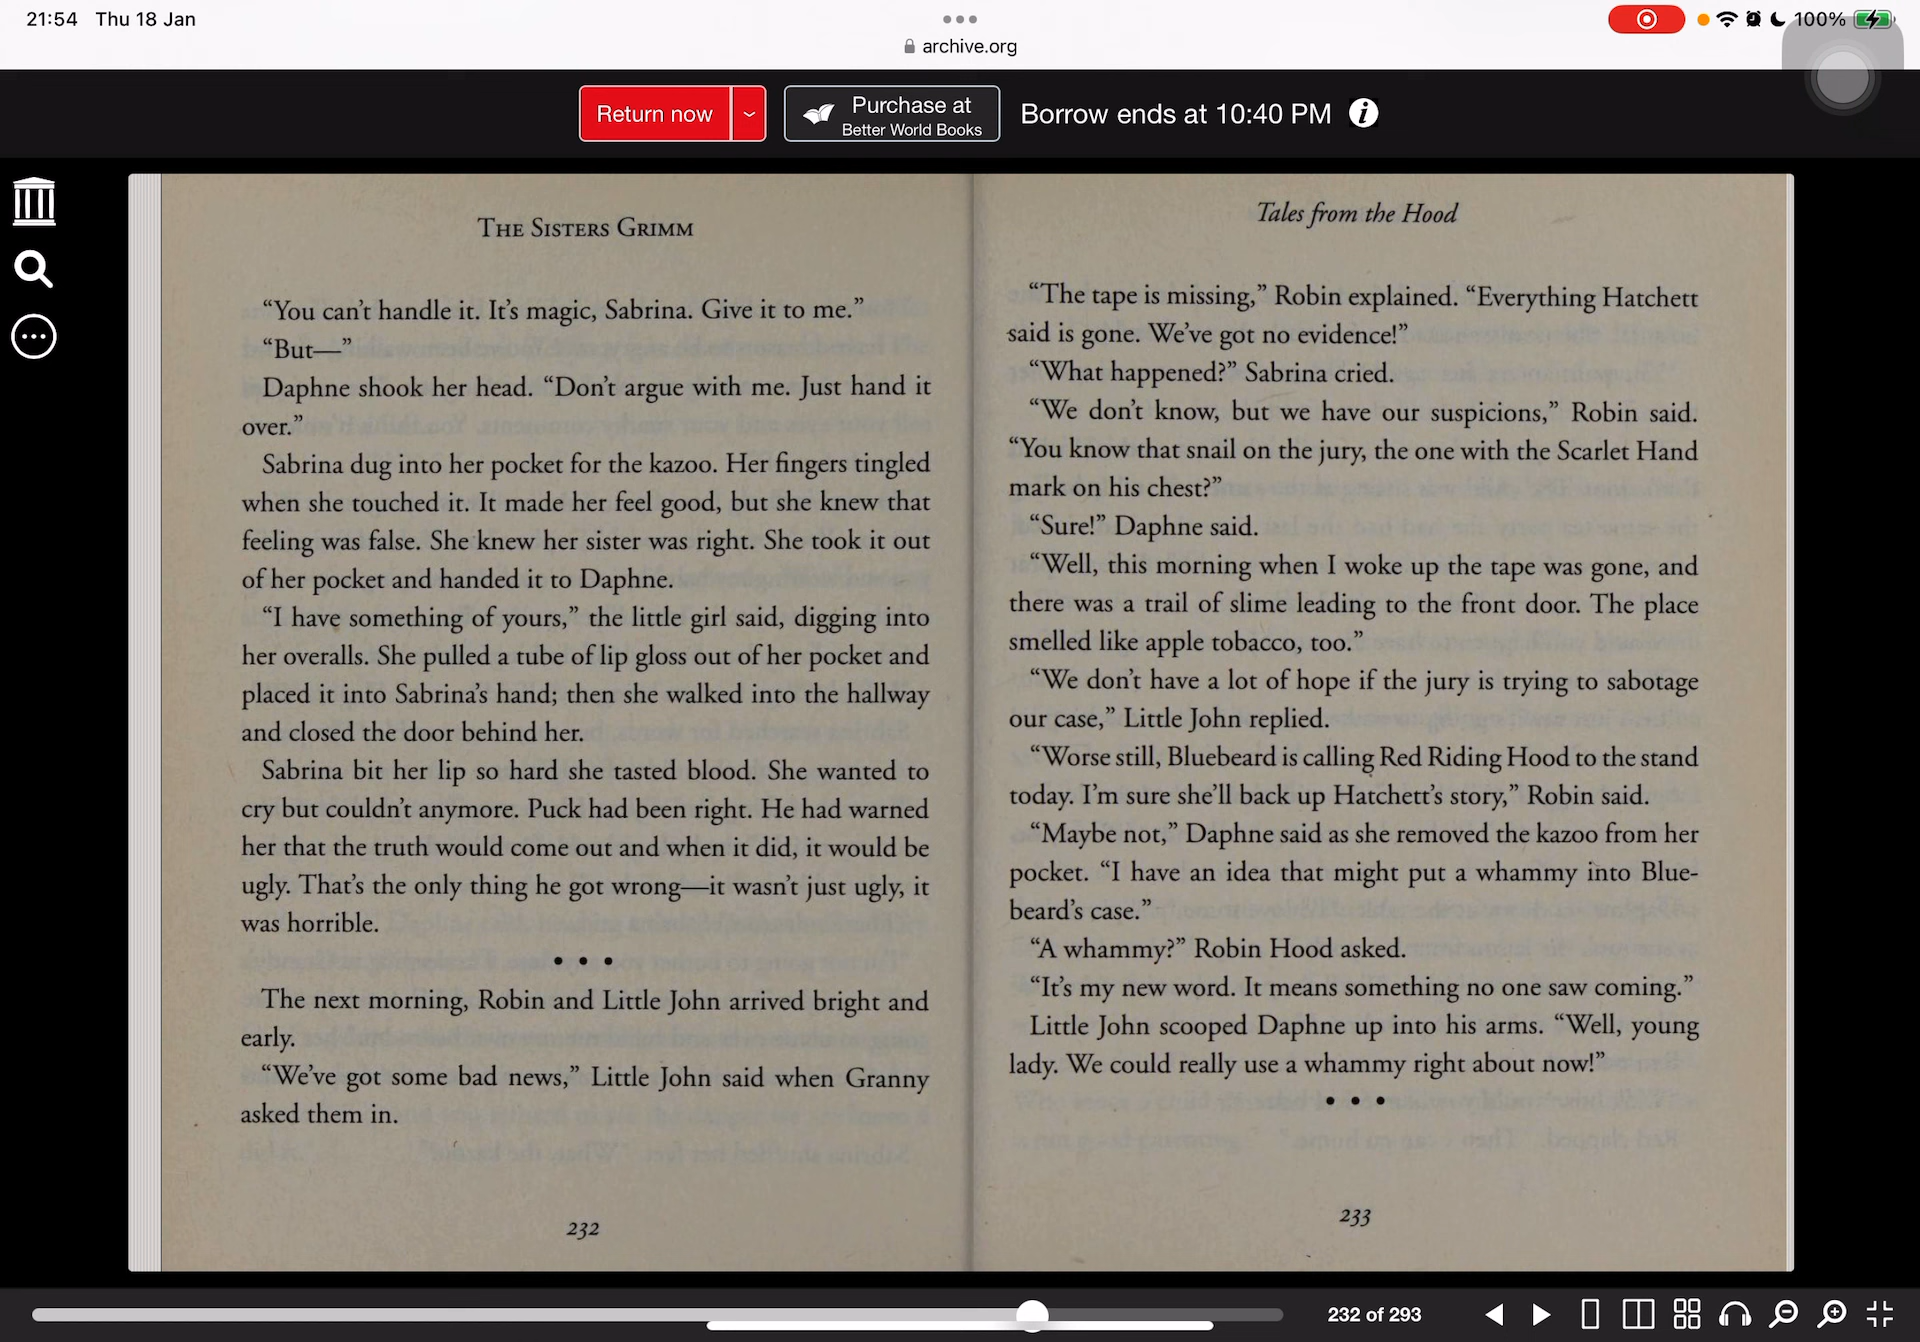 21:54 Thu 18 Jan
100%
archive.org
Return now
Purchase at
Better World Books
Borrow ends at 10:40 PM
THE SISTERS GRIMM
“You can’t handle it. It’s magic, Sabrina. Give it to me.”
“But—”
Daphne shook her head. “Don’t argue with me. Just hand it
over.”
Sabrina dug into her pocket for the kazoo. Her fingers tingled
when she touched it. It made her feel good, but she knew that
feeling was false. She knew her sister was right. She took it out
of her pocket and handed it to Daphne.
“I have something of yours,” the little girl said, digging into
her overalls. She pulled a tube of lip gloss out of her pocket and
placed it into Sabrina’s hand; then she walked into the hallway
and closed the door behind her.
Sabrina bit her lip so hard she tasted blood. She wanted to
cry but couldn’t anymore. Puck had been right. He had warned
her that the truth would come out and when it did, it would be
ugly. That’s the only thing he got wrong—it wasn’t just ugly, it
was horrible.
• • •
The next morning, Robin and Little John arrived bright and
early.
“We’ve got some bad news,” Little John said when Granny
asked them in.
232
Tales from the Hood
“The tape is missing,” Robin explained. “Everything Hatchett
said is gone. We’ve got no evidence!”
“What happened?” Sabrina cried.
“We don’t know, but we have our suspicions,” Robin said.
“You know that snail on the jury, the one with the Scarlet Hand
mark on his chest?”
“Sure!” Daphne said.
“Well, this morning when I woke up the tape was gone, and
there was a trail of slime leading to the front door. The place
smelled like apple tobacco, too.”
“We don’t have a lot of hope if the jury is trying to sabotage
our case,” Little John replied.
“Worse still, Bluebeard is calling Red Riding Hood to the stand
today. I’m sure she’ll back up Hatchett’s story,” Robin said.
“Maybe not,” Daphne said as she removed the kazoo from her
pocket. “I have an idea that might put a whammy into Blue-
beard’s case.”
“A whammy?” Robin Hood asked.
“It’s my new word. It means something no one saw coming.”
Little John scooped Daphne up into his arms. “Well, young
lady. We could really use a whammy right about now!”
• • •
233
232 of 293